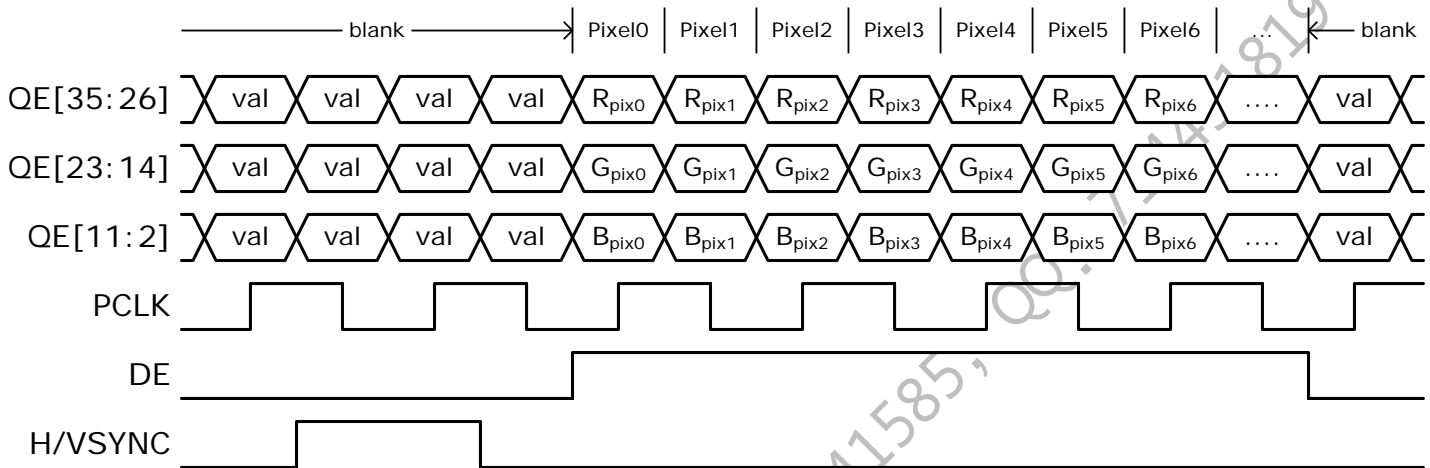 blank Pixel0 Pixel1 Pixel2 Pixel3 Pixel4 Pixel5 Pixel6 ... blank
QE[35:26] val val val val Rpix0 Rpix1 Rpix2 Rpix3 Rpix4 Rpix5 Rpix6 .... val
QE[23:14] val val val val Gpix0 Gpix1 Gpix2 Gpix3 Gpix4 Gpix5 Gpix6 .... val
QE[11:2] val val val val Bpix0 Bpix1 Bpix2 Bpix3 Bpix4 Bpix5 Bpix6 .... val
PCLK
DE
H/VSYNC